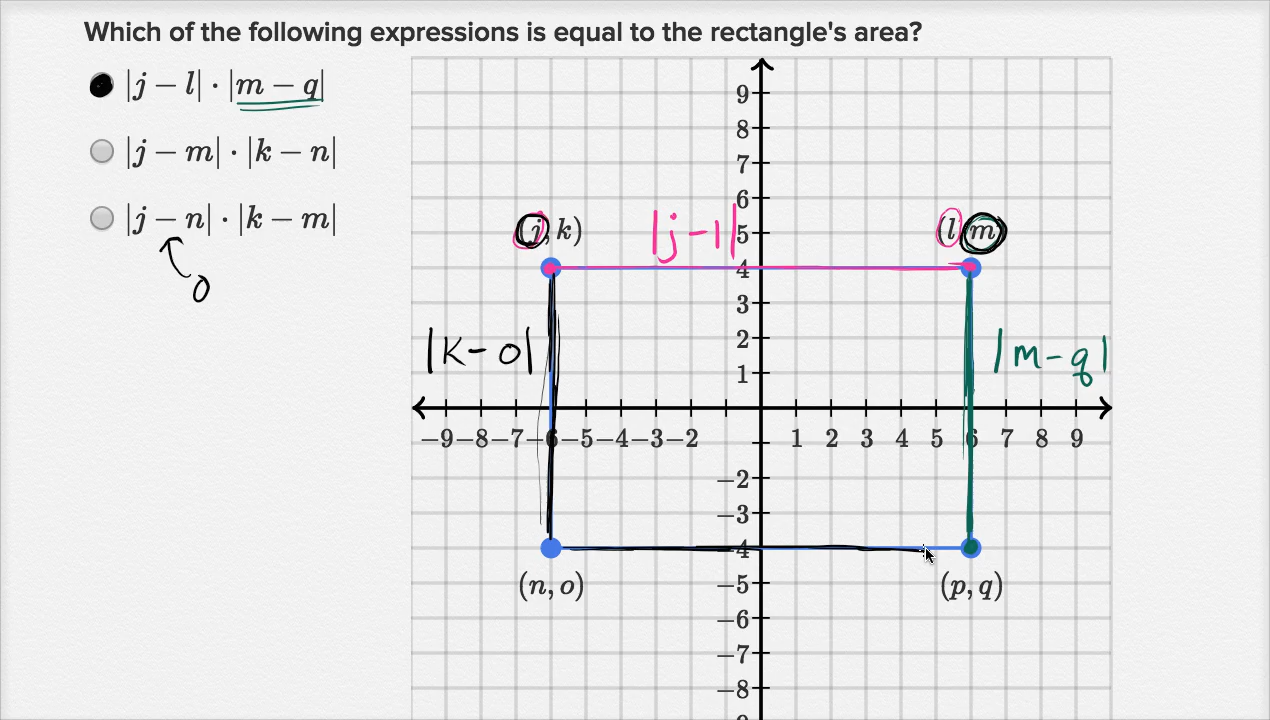 Which of the following expressions is equal to the rectangle's area?
|j − l| · |m − q|
|j − m| · |k − n|
|j − n| · |k − m|
o
9
8
7
6
(j, k)
|j-l|
5
(l, m)
4
3
|K-o|
2
|m-q|
1
−9 −8 −7 −6 −5 −4 −3 −2 1 2 3 4 5 6 7 8 9
−2
−3
4
(n, o)
−5
(p, q)
−6
−7
−8